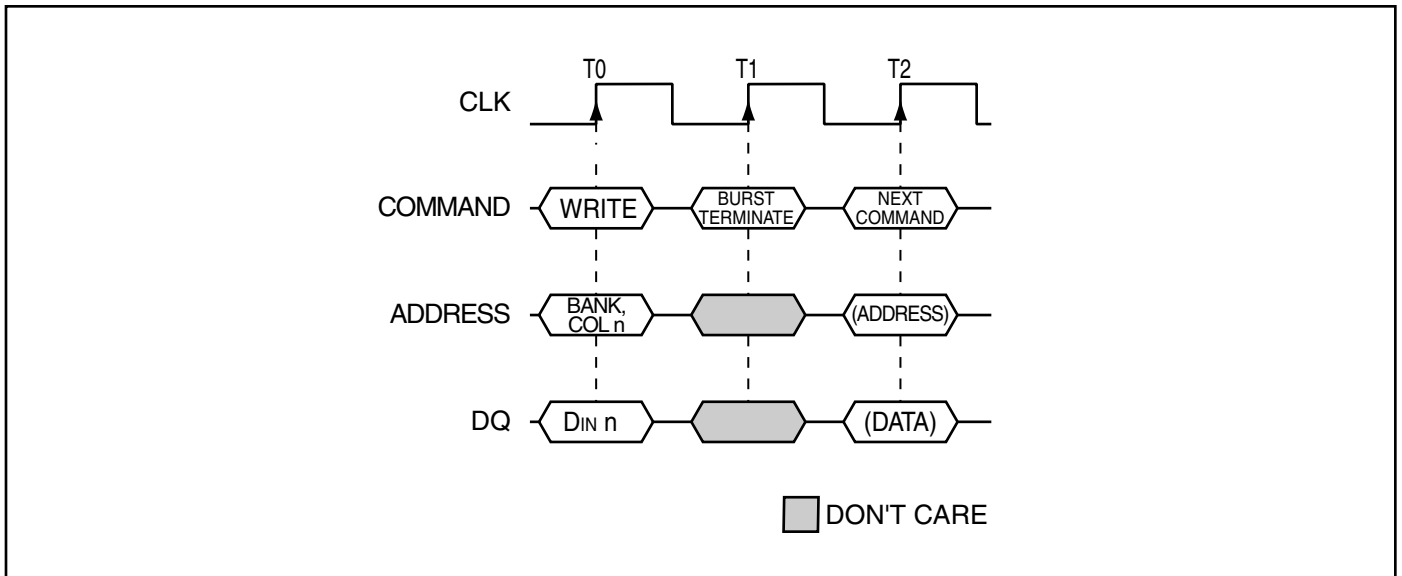 T0 T1 T2
CLK
COMMAND WRITE BURST TERMINATE NEXT COMMAND
ADDRESS BANK, COL n (ADDRESS)
DQ DIN n (DATA)
DON'T CARE